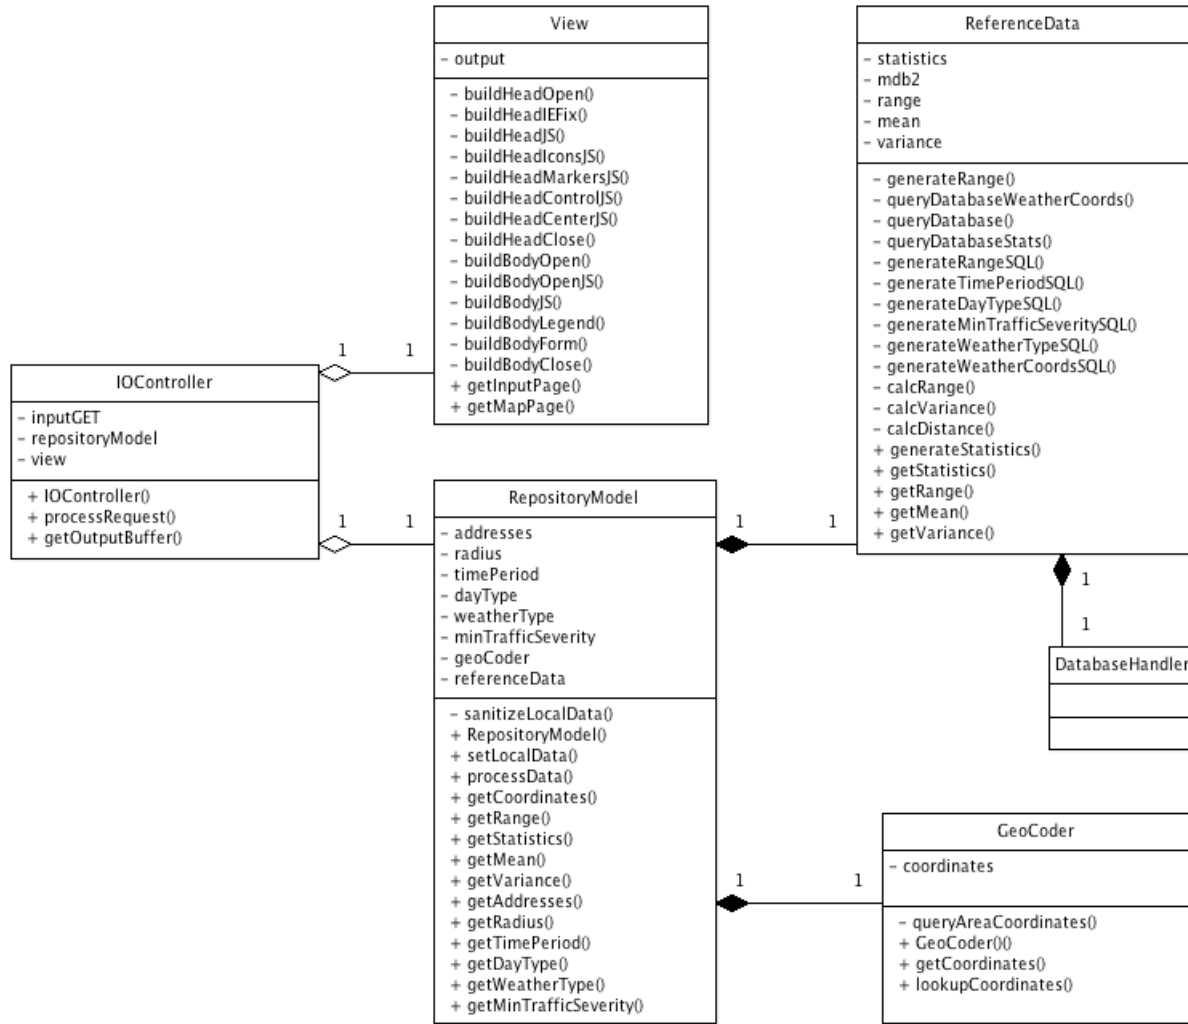 View
- output
- buildHeadOpen()
- buildHeadIEFix()
- buildHeadJS()
- buildHeadIconsJS()
- buildHeadMarkersJS()
- buildHeadControlJS()
- buildHeadCenterJS()
- buildHeadClose()
- buildBodyOpen()
- buildBodyOpenJS()
- buildBodyJS()
- buildBodyLegend()
- buildBodyForm()
- buildBodyClose()
+ getInputPage()
+ getMapPage()
ReferenceData
- statistics
- mdb2
- range
- mean
- variance
- generateRange()
- queryDatabaseWeatherCoords()
- queryDatabase()
- queryDatabaseStats()
- generateRangeSQL()
- generateTimePeriodSQL()
- generateDayTypeSQL()
- generateMinTrafficSeveritySQL()
- generateWeatherTypeSQL()
- generateWeatherCoordsSQL()
- calcRange()
- calcVariance()
- calcDistance()
+ generateStatistics()
+ getStatistics()
+ getRange()
+ getMean()
+ getVariance()
1 1
IOController
- inputGET
- repositoryModel
- view
+ IOController()
+ processRequest()
+ getOutputBuffer()
1 1
RepositoryModel
- addresses
- radius
- timePeriod
- dayType
- weatherType
- minTrafficSeverity
- geoCoder
- referenceData
- sanitizeLocalData()
+ RepositoryModel()
+ setLocalData()
+ processData()
+ getCoordinates()
+ getRange()
+ getStatistics()
+ getMean()
+ getVariance()
+ getAddresses()
+ getRadius()
+ getTimePeriod()
+ getDayType()
+ getWeatherType()
+ getMinTrafficSeverity()
1 1
1
1
DatabaseHandler
1 1
GeoCoder
- coordinates
- queryAreaCoordinates()
+ GeoCoder()()
+ getCoordinates()
+ lookupCoordinates()